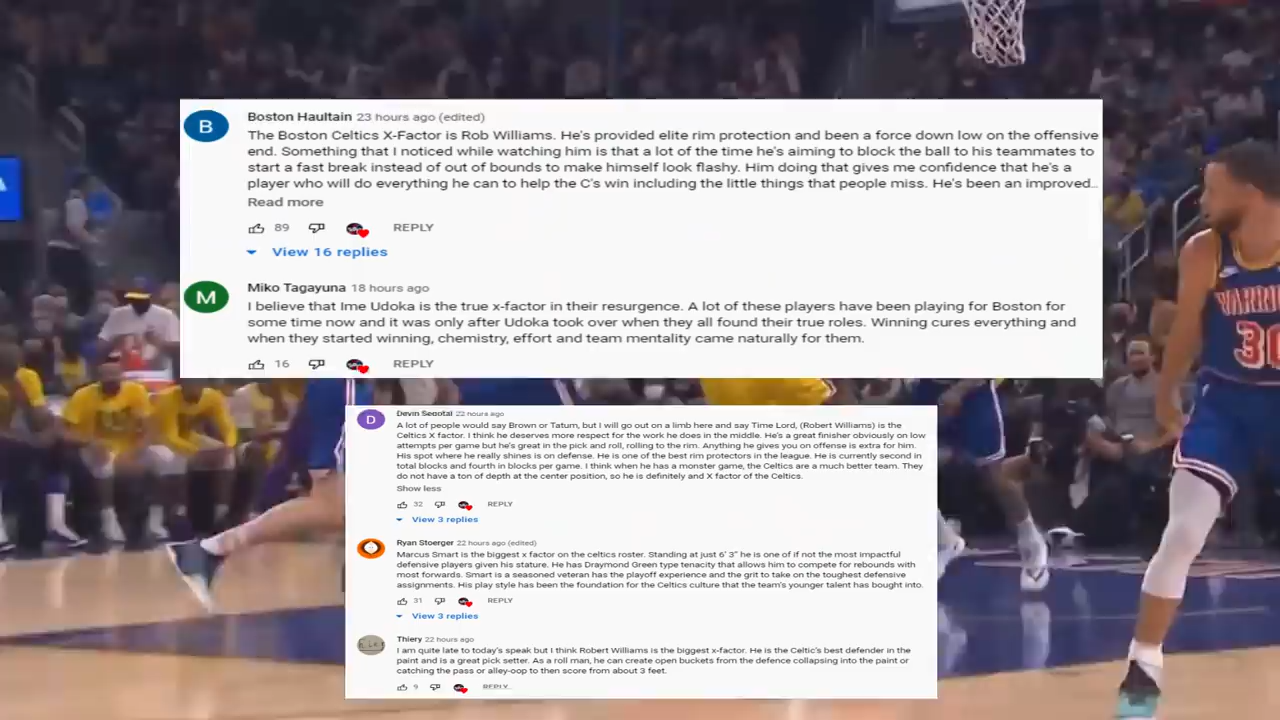 B
Boston Haultain 23 hours ago (edited)
The Boston Celtics X-Factor is Rob Williams. He's provided elite rim protection and been a force down low on the offensive
end. Something that I noticed while watching him is that a lot of the time he's aiming to block the ball to his teammates to
start a fast break instead of out of bounds to make himself look flashy. Him doing that gives me confidence that he's a
player who will do everything he can to help the C's win including the little things that people miss. He's been an improved…
Read more
89 REPLY
View 16 replies
M
Miko Tagayuna 18 hours ago
I believe that Ime Udoka is the true x-factor in their resurgence. A lot of these players have been playing for Boston for
some time now and it was only after Udoka took over when they all found their true roles. Winning cures everything and
when they started winning, chemistry, effort and team mentality came naturally for them.
16 REPLY
D
Devin Segotal 22 hours ago
A lot of people would say Brown or Tatum, but I will go out on a limb here and say Time Lord, (Robert Williams) is the
Celtics X factor. I think he deserves more respect for the work he does in the middle. He's a great finisher obviously on low
attempts per game but he's great in the pick and roll, rolling to the rim. Anything he gives you on offense is extra for him.
His spot where he really shines is on defense. He is one of the best rim protectors in the league. He is currently second in
total blocks and fourth in blocks per game. I think when he has a monster game, the Celtics are a much better team. They
do not have a ton of depth at the center position, so he is definitely and X factor of the Celtics.
Show less
32 REPLY
View 3 replies
Ryan Stoerger 22 hours ago (edited)
Marcus Smart is the biggest x factor on the celtics roster. Standing at just 6' 3" he is one of if not the most impactful
defensive players given his stature. He has Draymond Green type tenacity that allows him to compete for rebounds with
most forwards. Smart is a seasoned veteran has the playoff experience and the grit to take on the toughest defensive
assignments. His play style has been the foundation for the Celtics culture that the team's younger talent has bought into.
31 REPLY
View 3 replies
Thiery 22 hours ago
I am quite late to today's speak but I think Robert Williams is the biggest x-factor. He is the Celtic's best defender in the
paint and is a great pick setter. As a roll man, he can create open buckets from the defence collapsing into the paint or
catching the pass or alley-oop to then score from about 3 feet.
9 REPLY